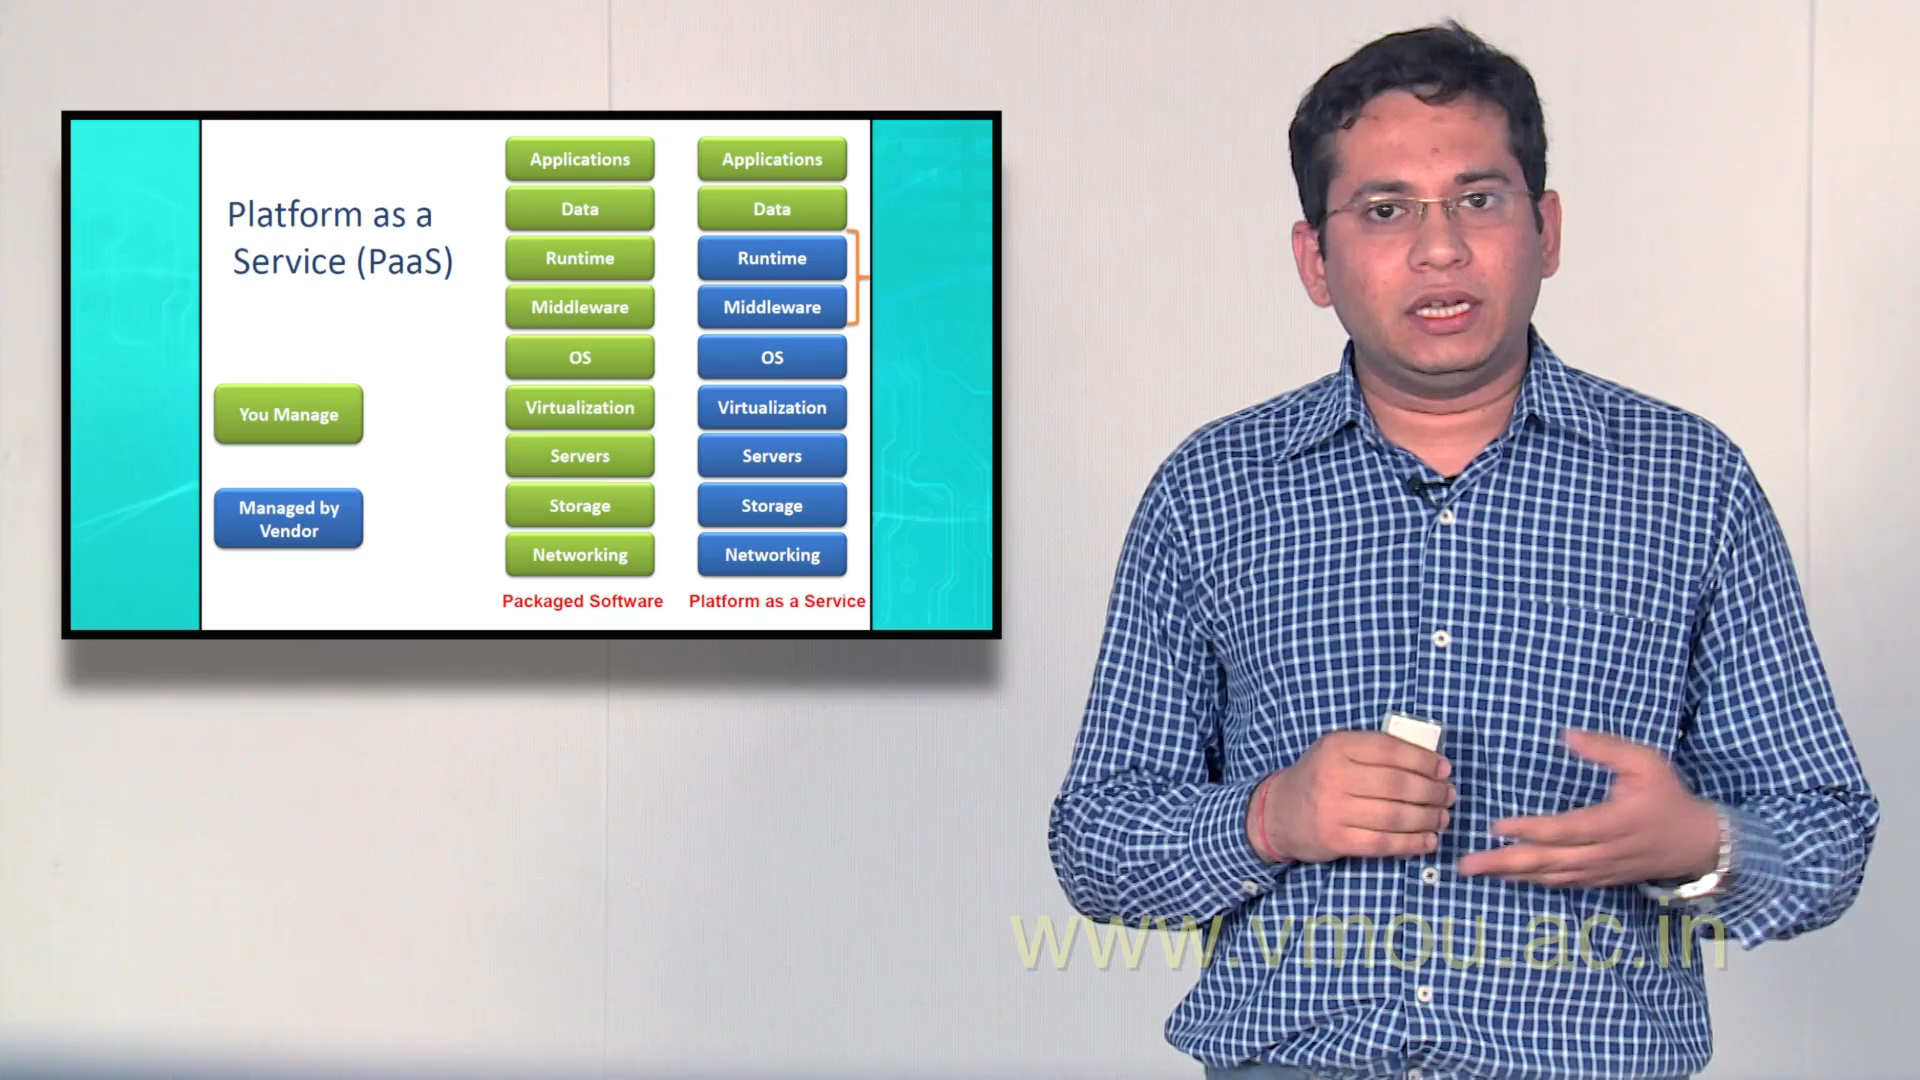 Platform as a
Service (PaaS)
You Manage
Managed by
Vendor
Applications
Data
Runtime
Middleware
OS
Virtualization
Servers
Storage
Networking
Packaged Software
Applications
Data
Runtime
Middleware
OS
Virtualization
Servers
Storage
Networking
Platform as a Service
www.vmou.ac.in